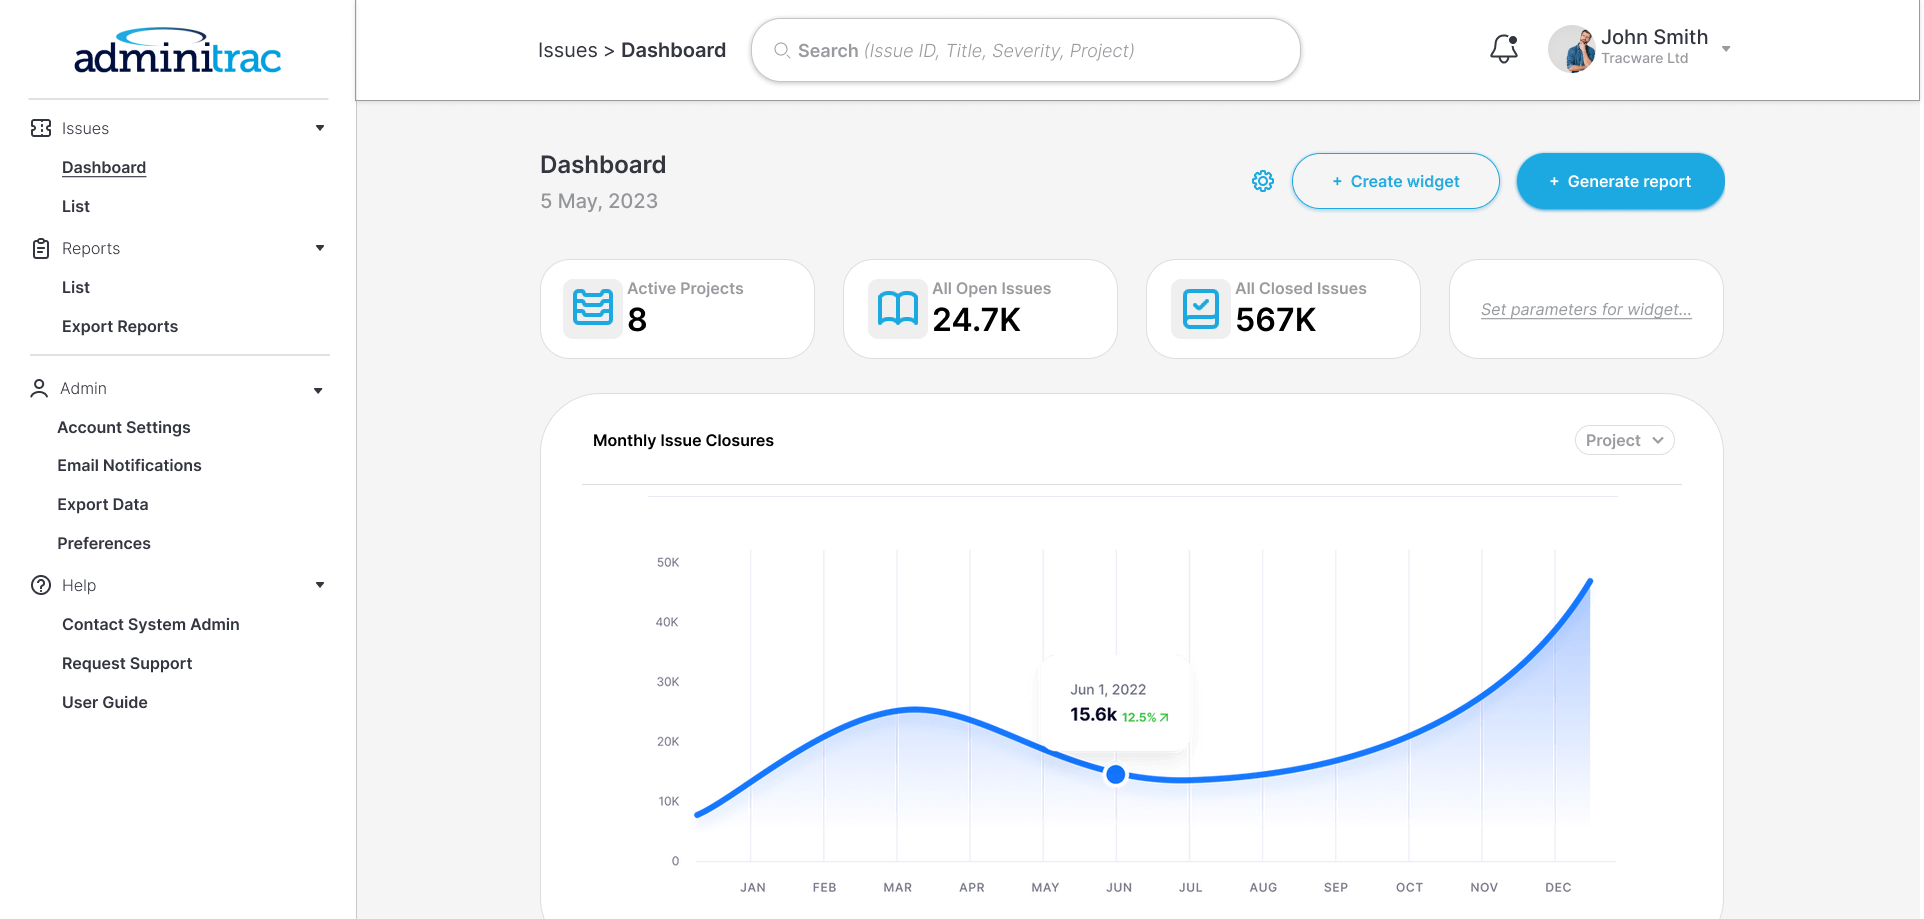 adminitrac
Issues
Dashboard
List
Reports
List
Export Reports
Admin
Account Settings
Email Notifications
Export Data
Preferences
Help
Contact System Admin
Request Support
User Guide
Issues > Dashboard
Search (Issue ID, Title, Severity, Project)
John Smith
Tracware Ltd
Dashboard
5 May, 2023
+ Create widget
+ Generate report
Active Projects
8
All Open Issues
24.7K
All Closed Issues
567K
Set parameters for widget...
Monthly Issue Closures
Project
50K
40K
30K
20K
10K
0
Jun 1, 2022
15.6k 12.5%
JAN FEB MAR APR MAY JUN JUL AUG SEP OCT NOV DEC